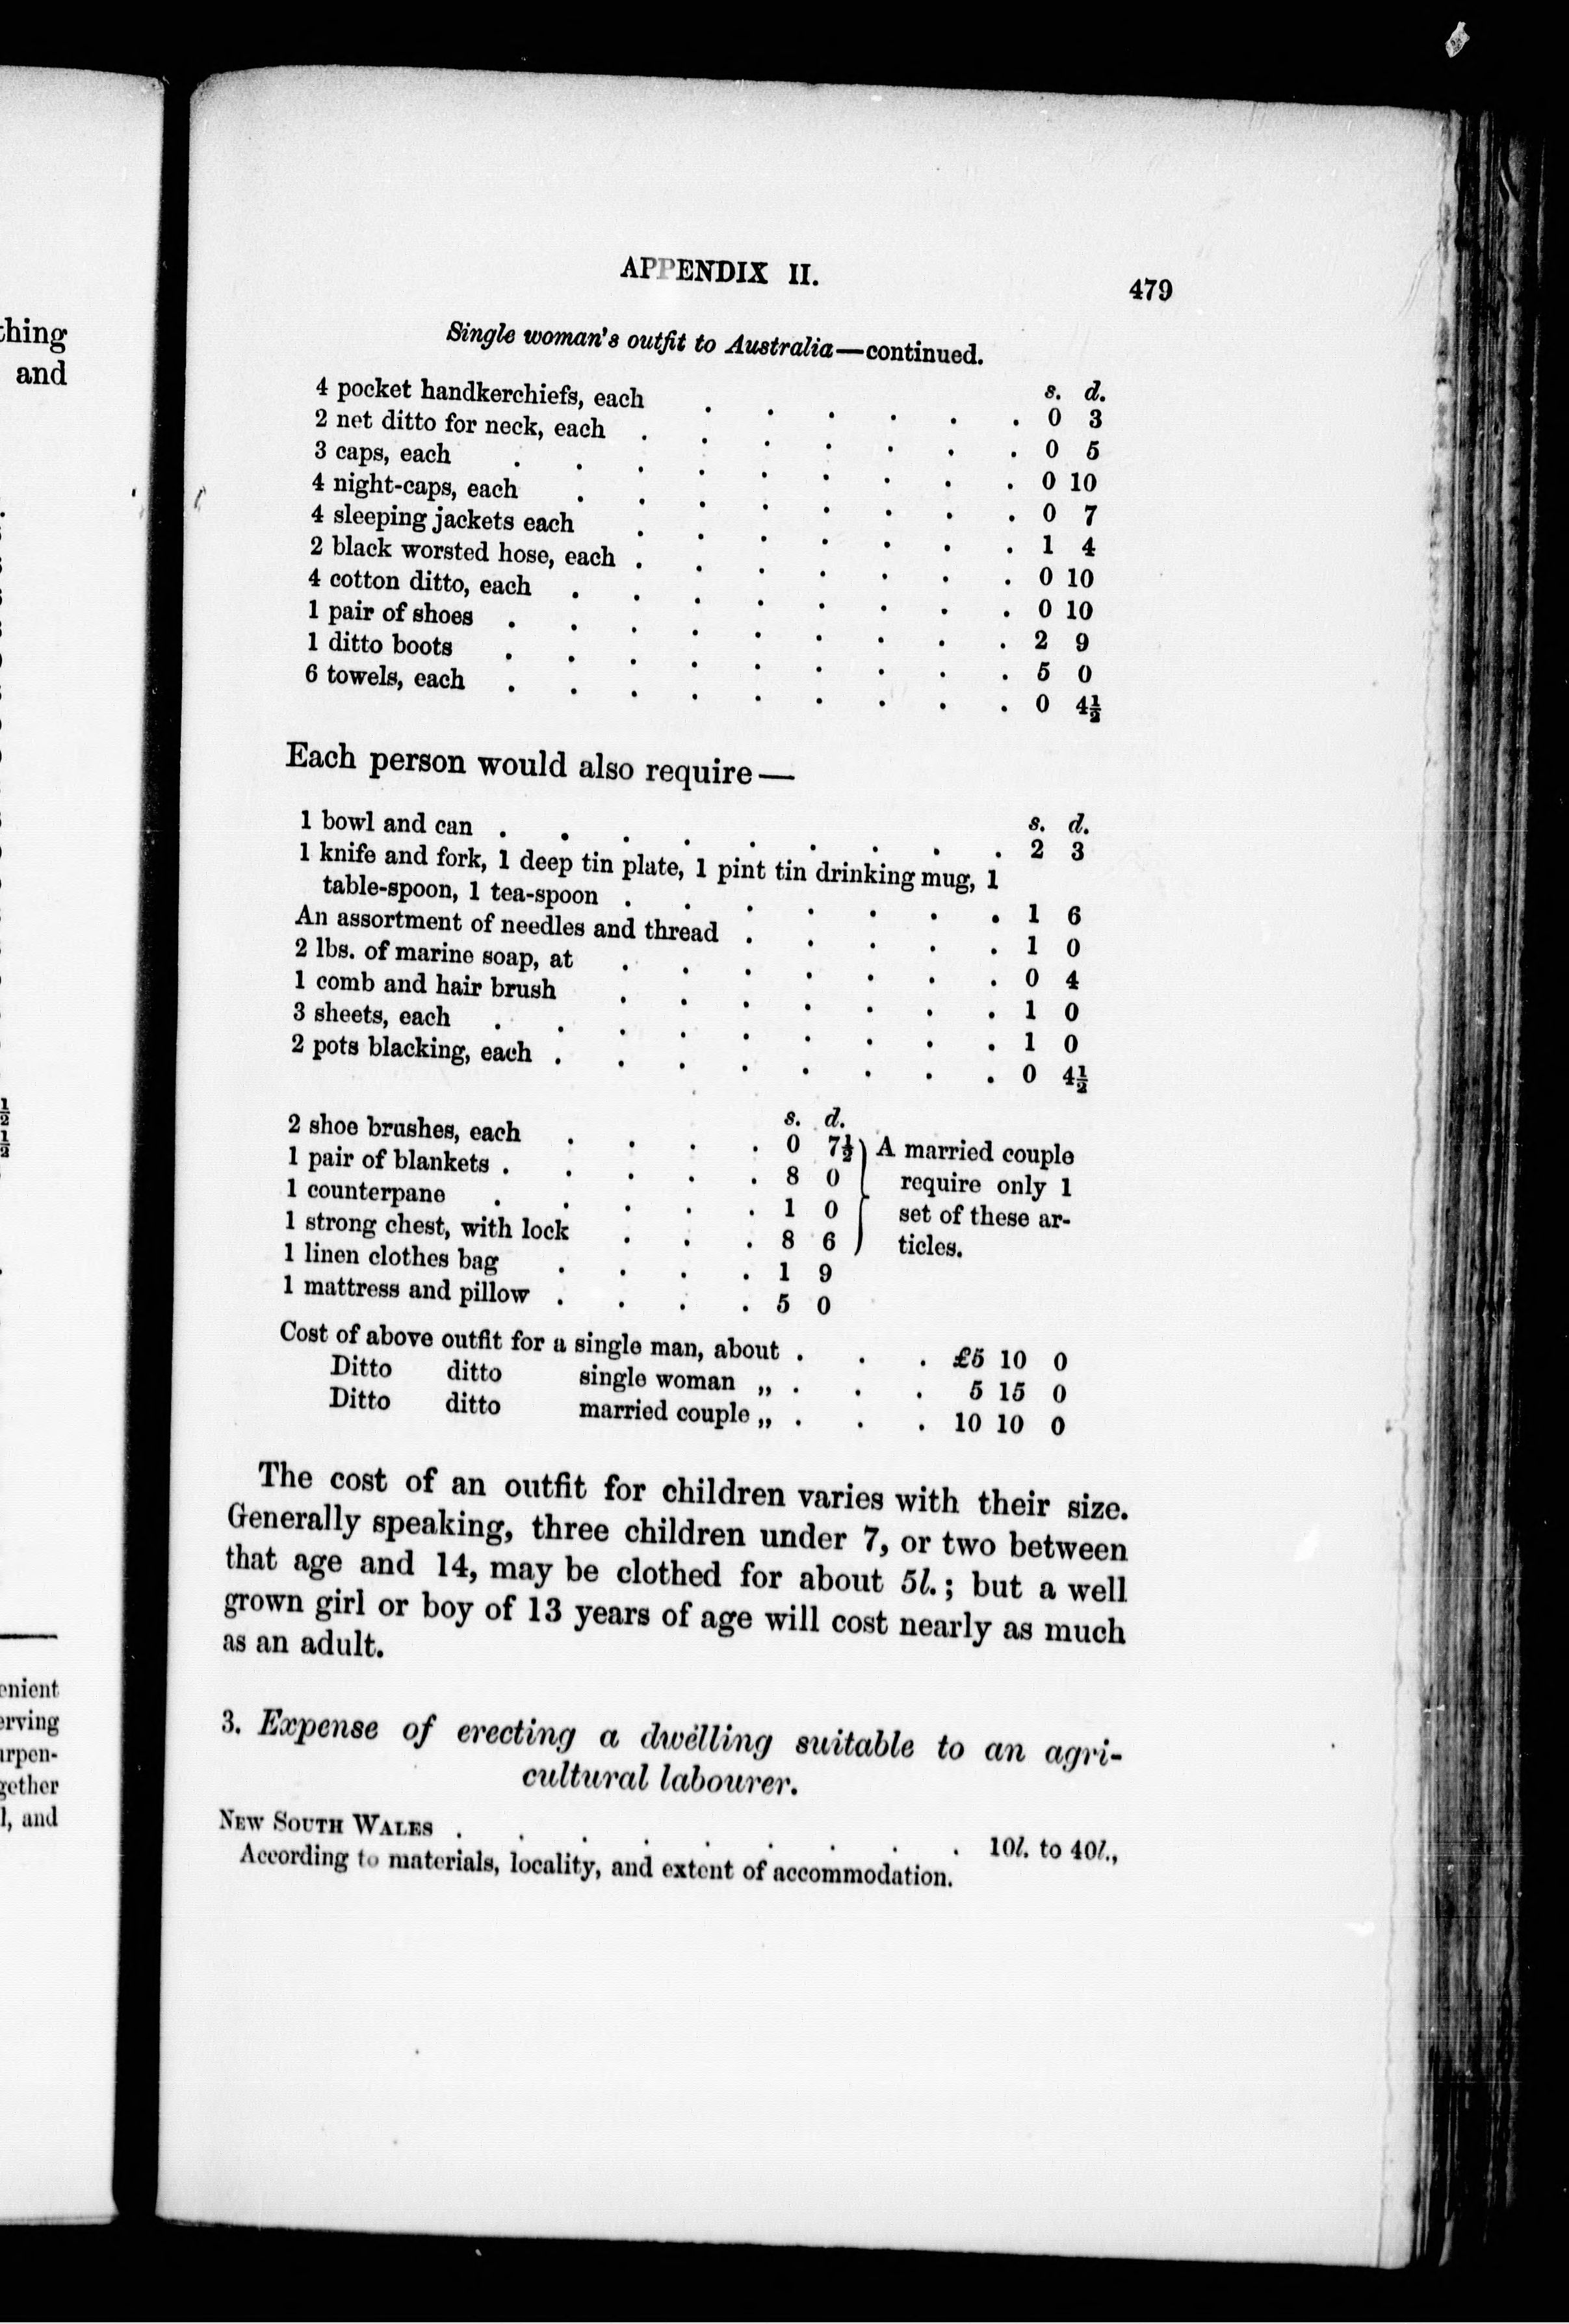 thing
and
½
½
enient
erving
arpen-
gether
l, and
APPENDIX II. 479
Single woman's outfit to Australia—continued.
s. d.
4 pocket handkerchiefs, each . . . . . . 0 3
2 net ditto for neck, each . . . . . . . 0 5
3 caps, each . . . . . . . . . 0 10
4 night-caps, each . . . . . . . . 0 7
4 sleeping jackets each . . . . . . . 1 4
2 black worsted hose, each . . . . . . . 0 10
4 cotton ditto, each . . . . . . . . 0 10
1 pair of shoes . . . . . . . . . 2 9
1 ditto boots . . . . . . . . . 5 0
6 towels, each . . . . . . . . . 0 4½
Each person would also require—
s. d.
1 bowl and can . . . . . . . . . 2 3
1 knife and fork, 1 deep tin plate, 1 pint tin drinking mug, 1
table-spoon, 1 tea-spoon . . . . . . . 1 6
An assortment of needles and thread . . . . . 1 0
2 lbs. of marine soap, at . . . . . . . 0 4
1 comb and hair brush . . . . . . . 1 0
3 sheets, each . . . . . . . . . 1 0
2 pots blacking, each . . . . . . . . 0 4½
s. d.
2 shoe brushes, each . . . . 0 7½ } A married couple
1 pair of blankets . . . . . 8 0 require only 1
1 counterpane . . . . . 1 0 set of these ar-
1 strong chest, with lock . . . 8 6 ticles.
1 linen clothes bag . . . . 1 9
1 mattress and pillow . . . . 5 0
Cost of above outfit for a single man, about . . . £5 10 0
Ditto ditto single woman „ . . . 5 15 0
Ditto ditto married couple „ . . . 10 10 0
The cost of an outfit for children varies with their size.
Generally speaking, three children under 7, or two between
that age and 14, may be clothed for about 5l.; but a well
grown girl or boy of 13 years of age will cost nearly as much
as an adult.
3. Expense of erecting a dwelling suitable to an agri-
cultural labourer.
NEW SOUTH WALES . . . . . . . . . 10l. to 40l.,
According to materials, locality, and extent of accommodation.